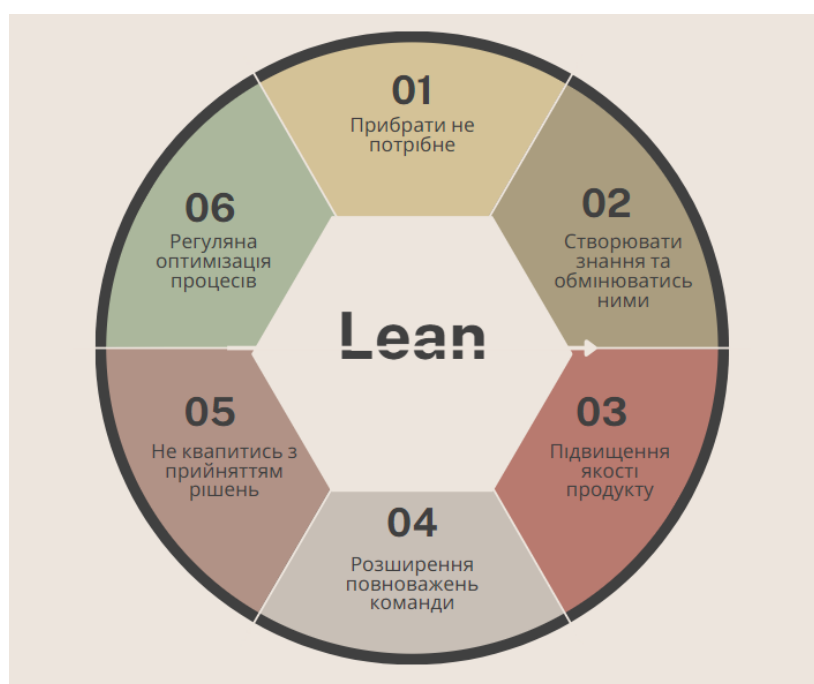 01
Прибрати не
потрібне
02
Створювати
знання та
обмінюватись
ними
03
Підвищення
якості
продукту
04
Розширення
повноважень
команди
05
Не квапитись з
прийняттям
рішень
06
Регуляна
оптимізація
процесів
Lean